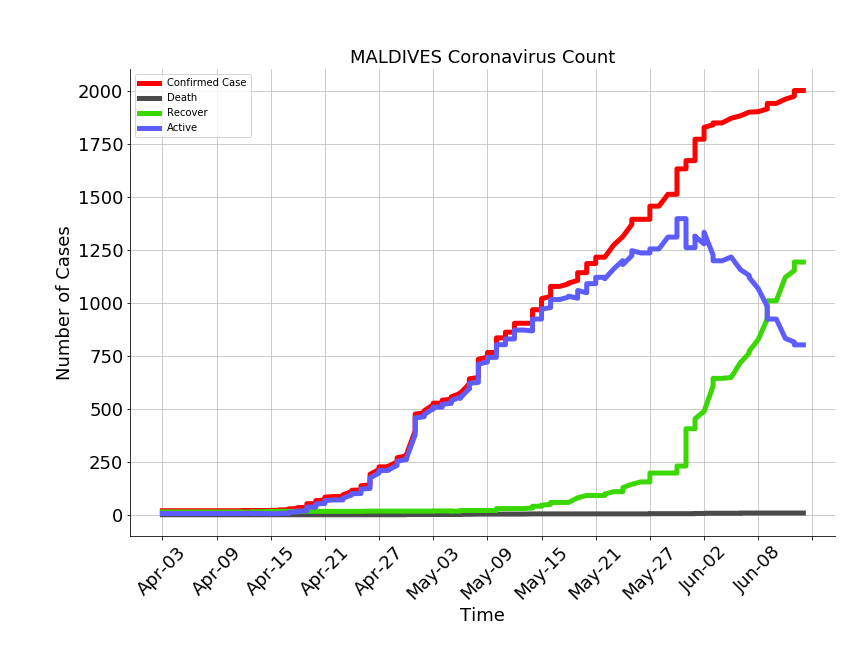 MALDIVES Coronavirus Count
Confirmed Case
Death
Recover
Active
Number of Cases
2000
1750
1500
1250
1000
750
500
250
0
Apr-03
Apr-09
Apr-15
Apr-21
Apr-27
May-03
May-09
May-15
May-21
May-27
Jun-02
Jun-08
Time